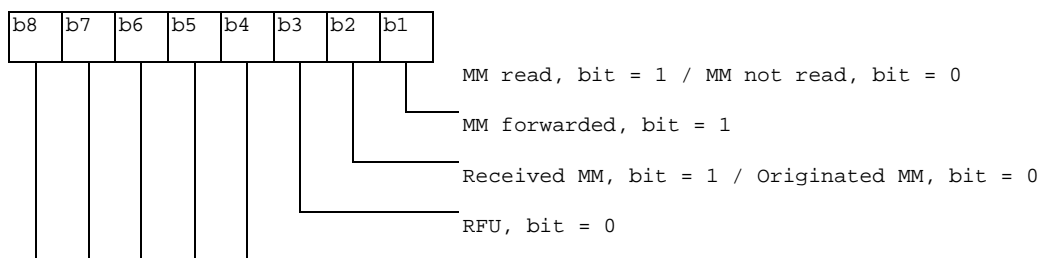 b8 b7 b6 b5 b4 b3 b2 b1
MM read, bit = 1 / MM not read, bit = 0
MM forwarded, bit = 1
Received MM, bit = 1 / Originated MM, bit = 0
RFU, bit = 0